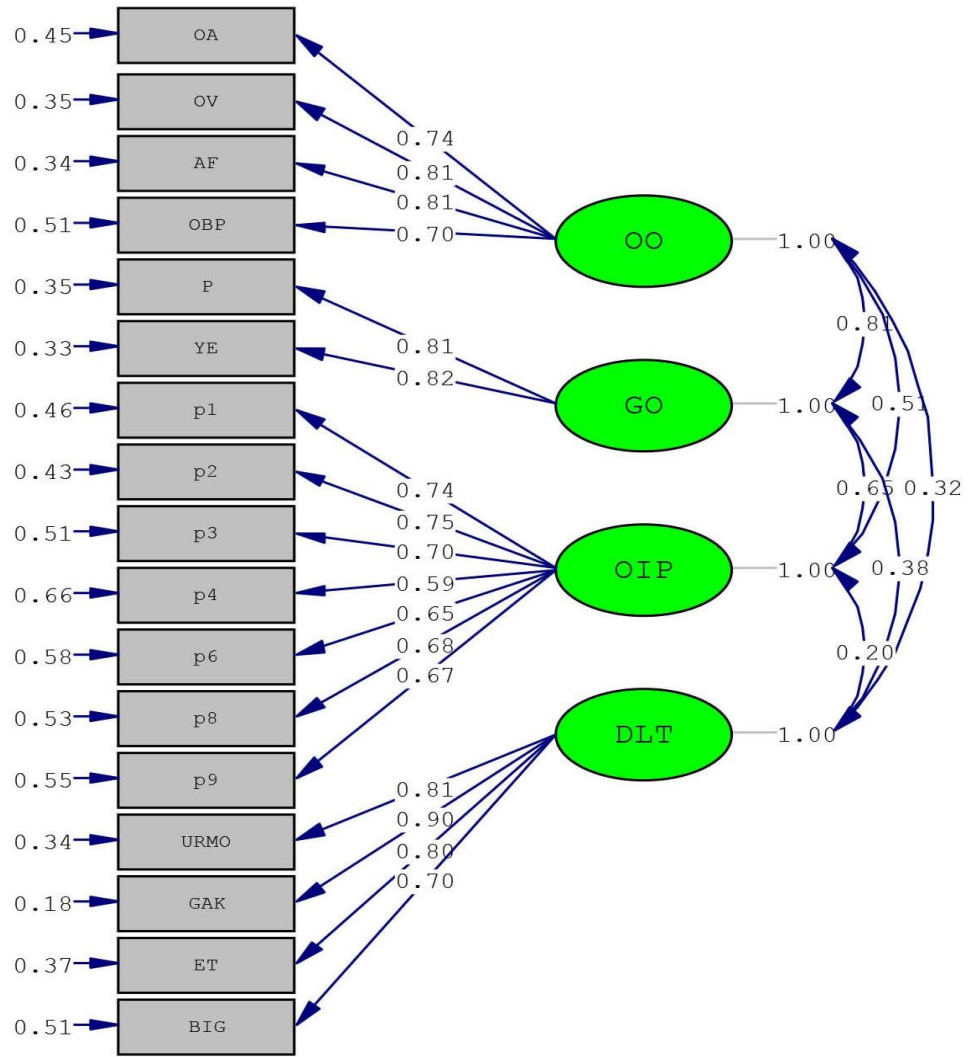 0.45 OA
0.35 OV
0.34 AF
0.51 OBP
0.35 P
0.33 YE
0.46 p1
0.43 p2
0.51 p3
0.66 p4
0.58 p6
0.53 p8
0.55 p9
0.34 URMO
0.18 GAK
0.37 ET
0.51 BIG
0.74
0.81
0.81
0.70
0.81
0.82
0.74
0.75
0.70
0.59
0.65
0.68
0.67
0.81
0.90
0.80
0.70
OO 1.00
GO 1.00
OIP 1.00
DLT 1.00
0.81
0.51
0.65 0.32
0.38
0.20